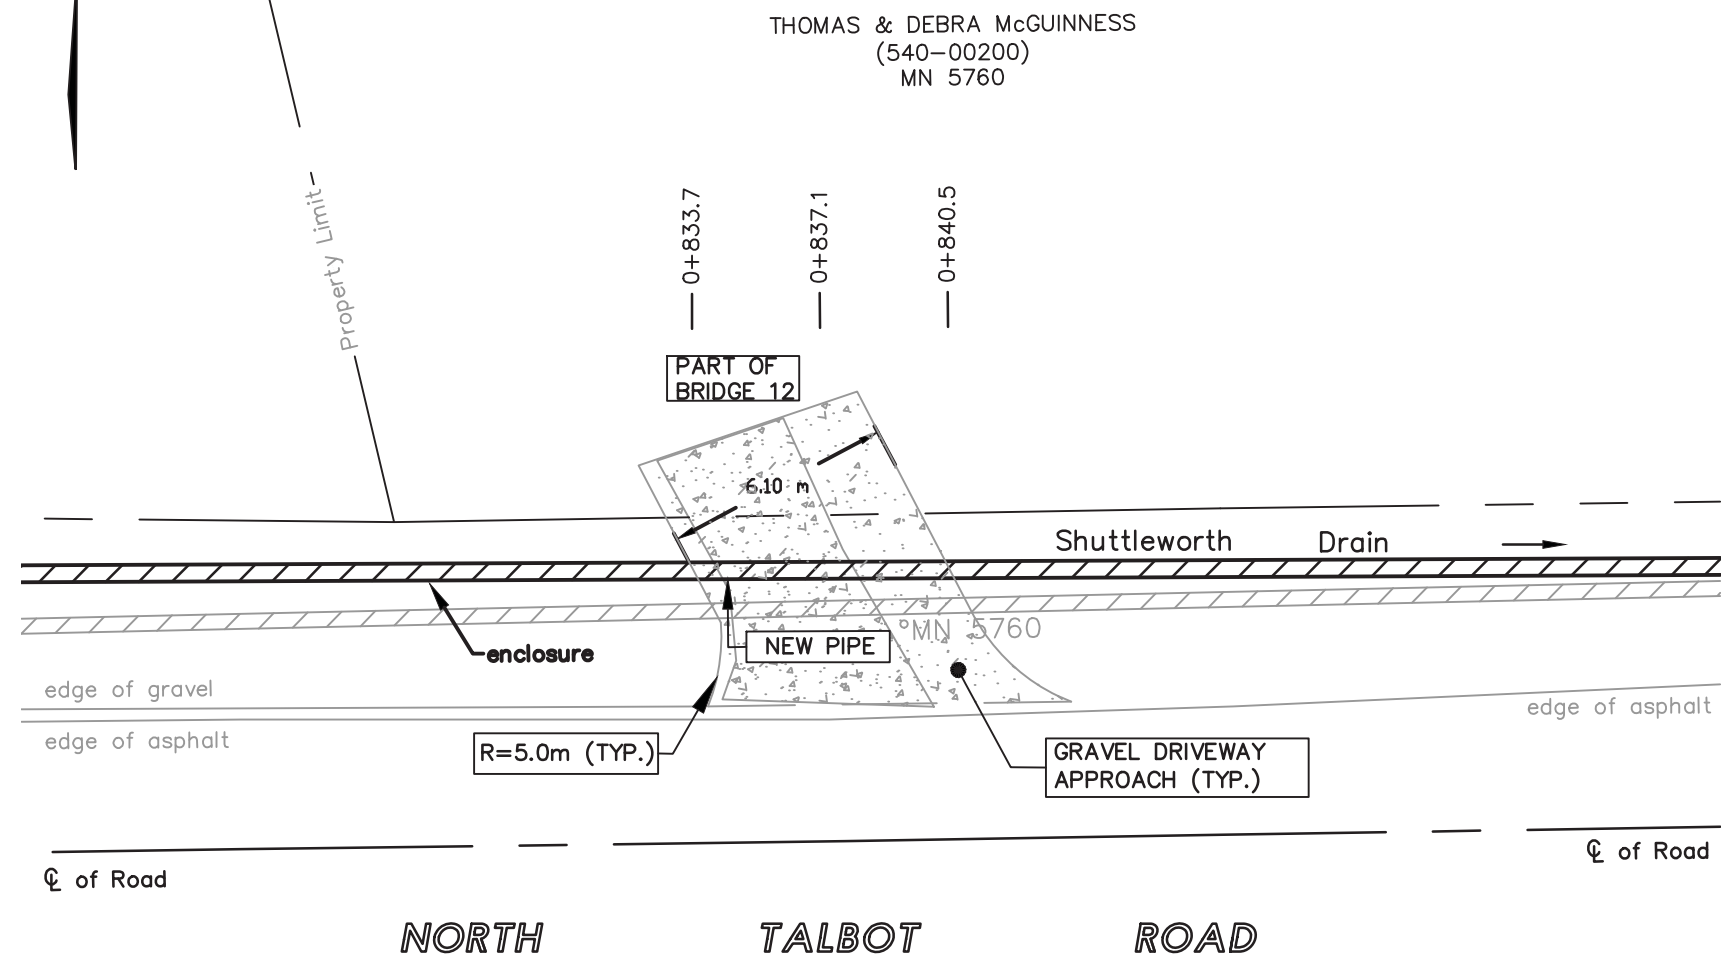 THOMAS & DEBRA McGUINNESS
(540-00200)
MN 5760
Property Limit
0+833.7
0+837.1
0+840.5
PART OF
BRIDGE 12
6.10 m
Shuttleworth Drain
enclosure
NEW PIPE
MN 5760
edge of gravel
edge of asphalt
edge of asphalt
R=5.0m (TYP.)
GRAVEL DRIVEWAY
APPROACH (TYP.)
℄ of Road
℄ of Road
NORTH TALBOT ROAD